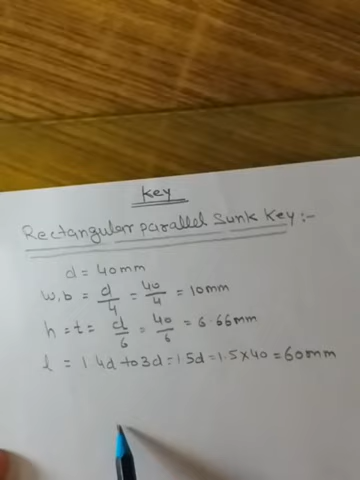 Key
Rectangular parallel Sunk Key :-
d = 40mm
w, b = d/4 = 40/4 = 10mm
h = t = d/6 = 40/6 = 6.66mm
l = 1.4d to 3d = 1.5d = 1.5×40 = 60mm